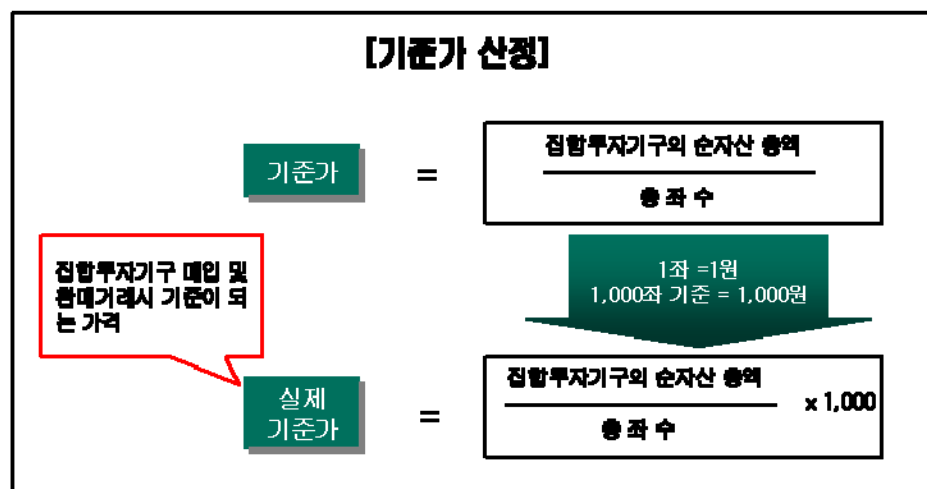 [기준가 산정]
기준가
=
집합투자기구의 순자산 총액
총 좌 수
집합투자기구 매입 및
환매거래시 기준이 되
는 가격
1좌 =1원
1,000좌 기준 = 1,000원
실제
기준가
=
집합투자기구의 순자산 총액
총 좌 수
x 1,000